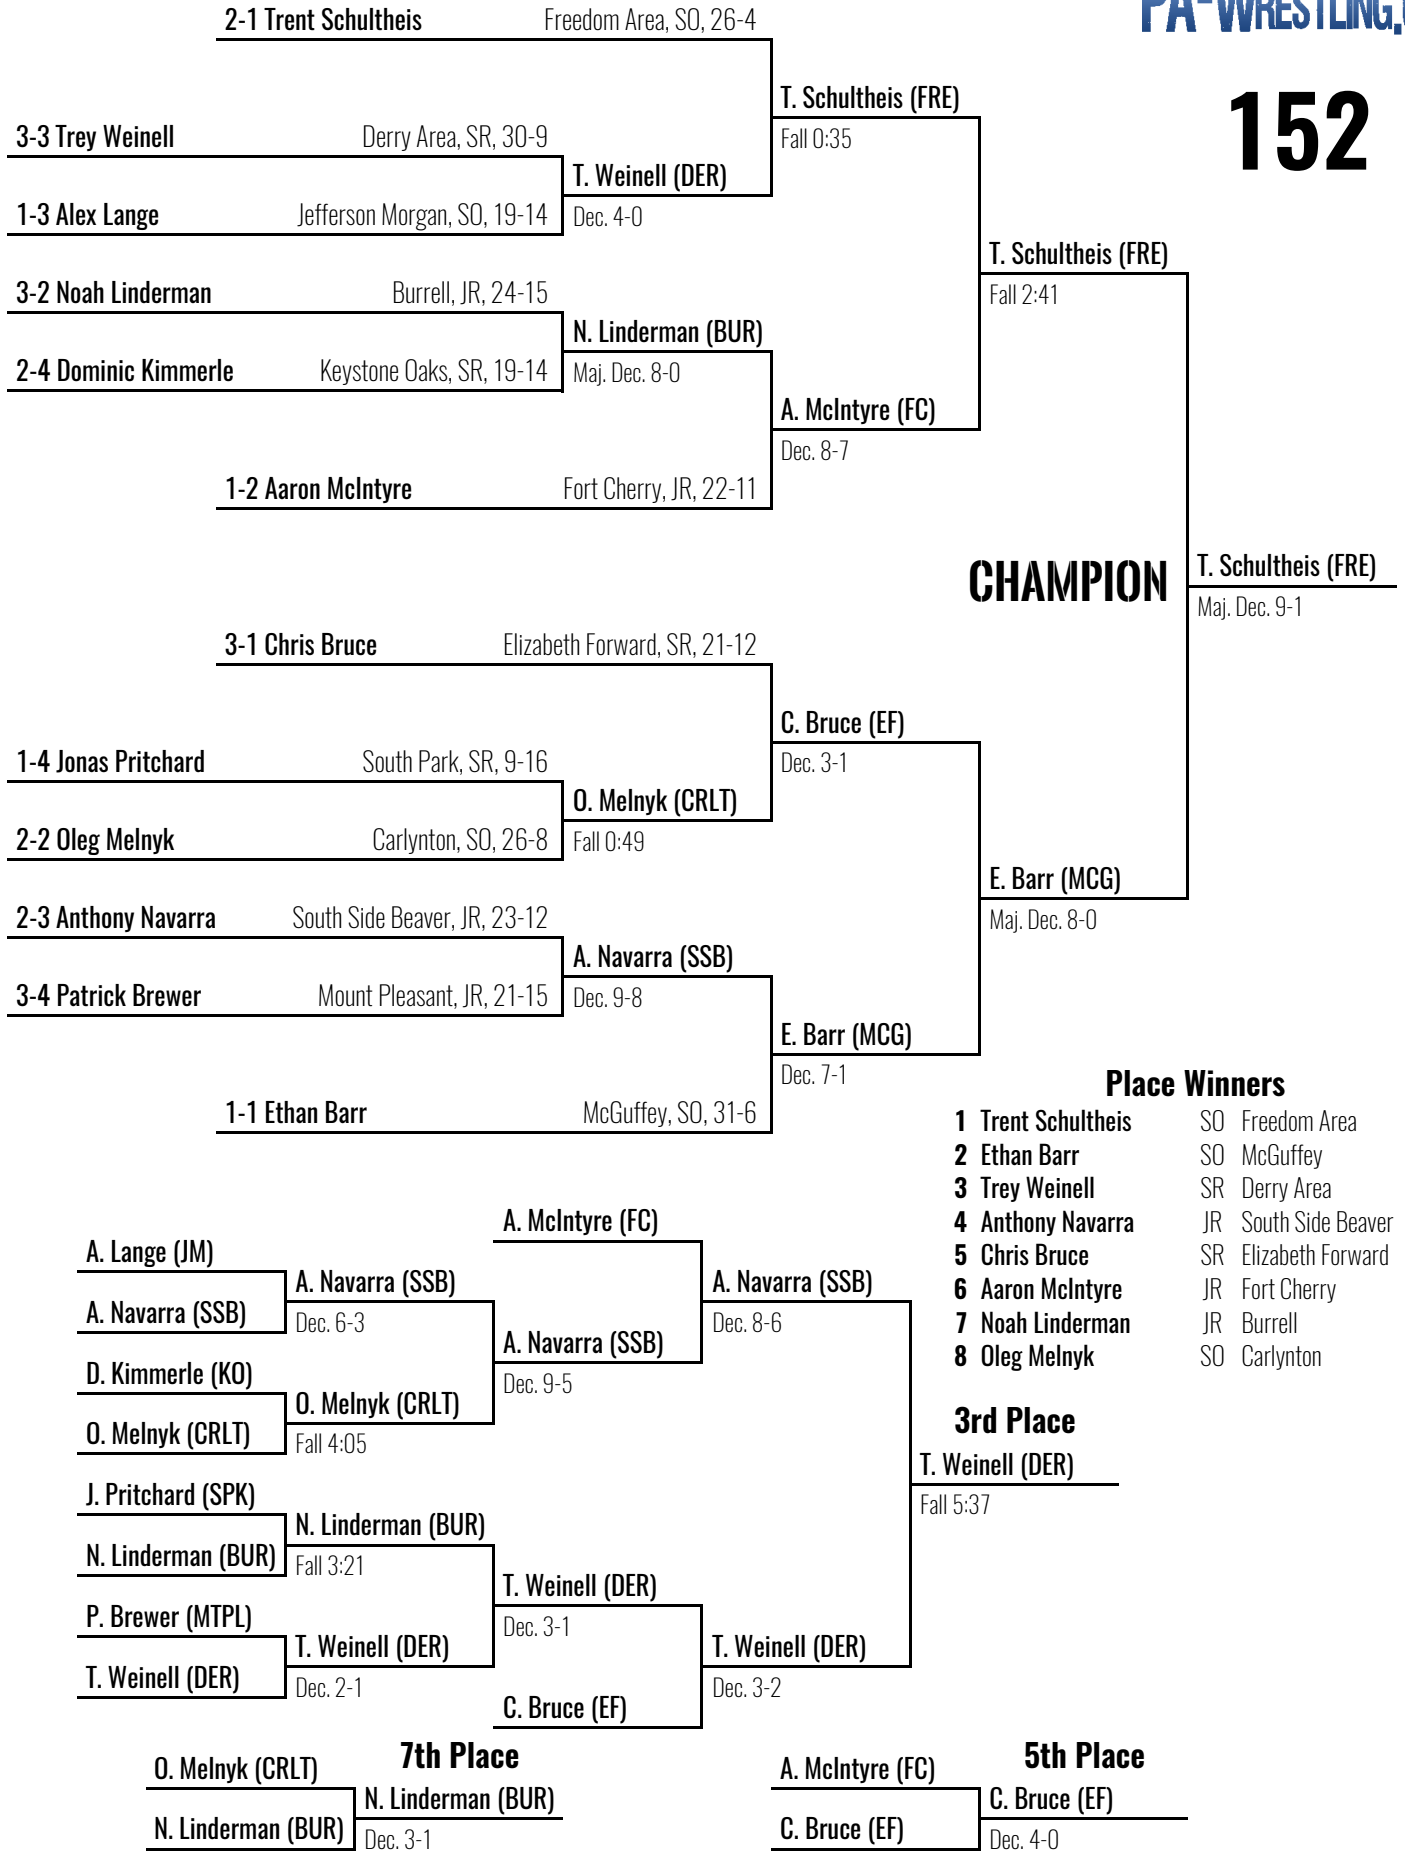 PA-WRESTLING.
152
2-1 Trent Schultheis Freedom Area, SO, 26-4
T. Schultheis (FRE)
Fall 0:35
3-3 Trey Weinell Derry Area, SR, 30-9
T. Weinell (DER)
Dec. 4-0
1-3 Alex Lange Jefferson Morgan, SO, 19-14
T. Schultheis (FRE)
Fall 2:41
3-2 Noah Linderman Burrell, JR, 24-15
N. Linderman (BUR)
Maj. Dec. 8-0
2-4 Dominic Kimmerle Keystone Oaks, SR, 19-14
A. McIntyre (FC)
Dec. 8-7
1-2 Aaron McIntyre Fort Cherry, JR, 22-11
CHAMPION
T. Schultheis (FRE)
Maj. Dec. 9-1
3-1 Chris Bruce Elizabeth Forward, SR, 21-12
C. Bruce (EF)
Dec. 3-1
1-4 Jonas Pritchard South Park, SR, 9-16
O. Melnyk (CRLT)
Fall 0:49
2-2 Oleg Melnyk Carlynton, SO, 26-8
E. Barr (MCG)
Maj. Dec. 8-0
2-3 Anthony Navarra South Side Beaver, JR, 23-12
A. Navarra (SSB)
Dec. 9-8
3-4 Patrick Brewer Mount Pleasant, JR, 21-15
E. Barr (MCG)
Dec. 7-1
1-1 Ethan Barr McGuffey, SO, 31-6
Place Winners
1 Trent Schultheis SO Freedom Area
2 Ethan Barr SO McGuffey
3 Trey Weinell SR Derry Area
4 Anthony Navarra JR South Side Beaver
5 Chris Bruce SR Elizabeth Forward
6 Aaron McIntyre JR Fort Cherry
7 Noah Linderman JR Burrell
8 Oleg Melnyk SO Carlynton
A. McIntyre (FC)
A. Lange (JM)
A. Navarra (SSB)
Dec. 6-3
A. Navarra (SSB)
A. Navarra (SSB)
Dec. 8-6
A. Navarra (SSB)
Dec. 9-5
D. Kimmerle (KO)
O. Melnyk (CRLT)
Fall 4:05
O. Melnyk (CRLT)
3rd Place
T. Weinell (DER)
Fall 5:37
J. Pritchard (SPK)
N. Linderman (BUR)
Fall 3:21
N. Linderman (BUR)
T. Weinell (DER)
Dec. 3-1
P. Brewer (MTPL)
T. Weinell (DER)
Dec. 2-1
T. Weinell (DER)
T. Weinell (DER)
Dec. 3-2
C. Bruce (EF)
7th Place
O. Melnyk (CRLT)
N. Linderman (BUR)
Dec. 3-1
N. Linderman (BUR)
5th Place
A. McIntyre (FC)
C. Bruce (EF)
Dec. 4-0
C. Bruce (EF)